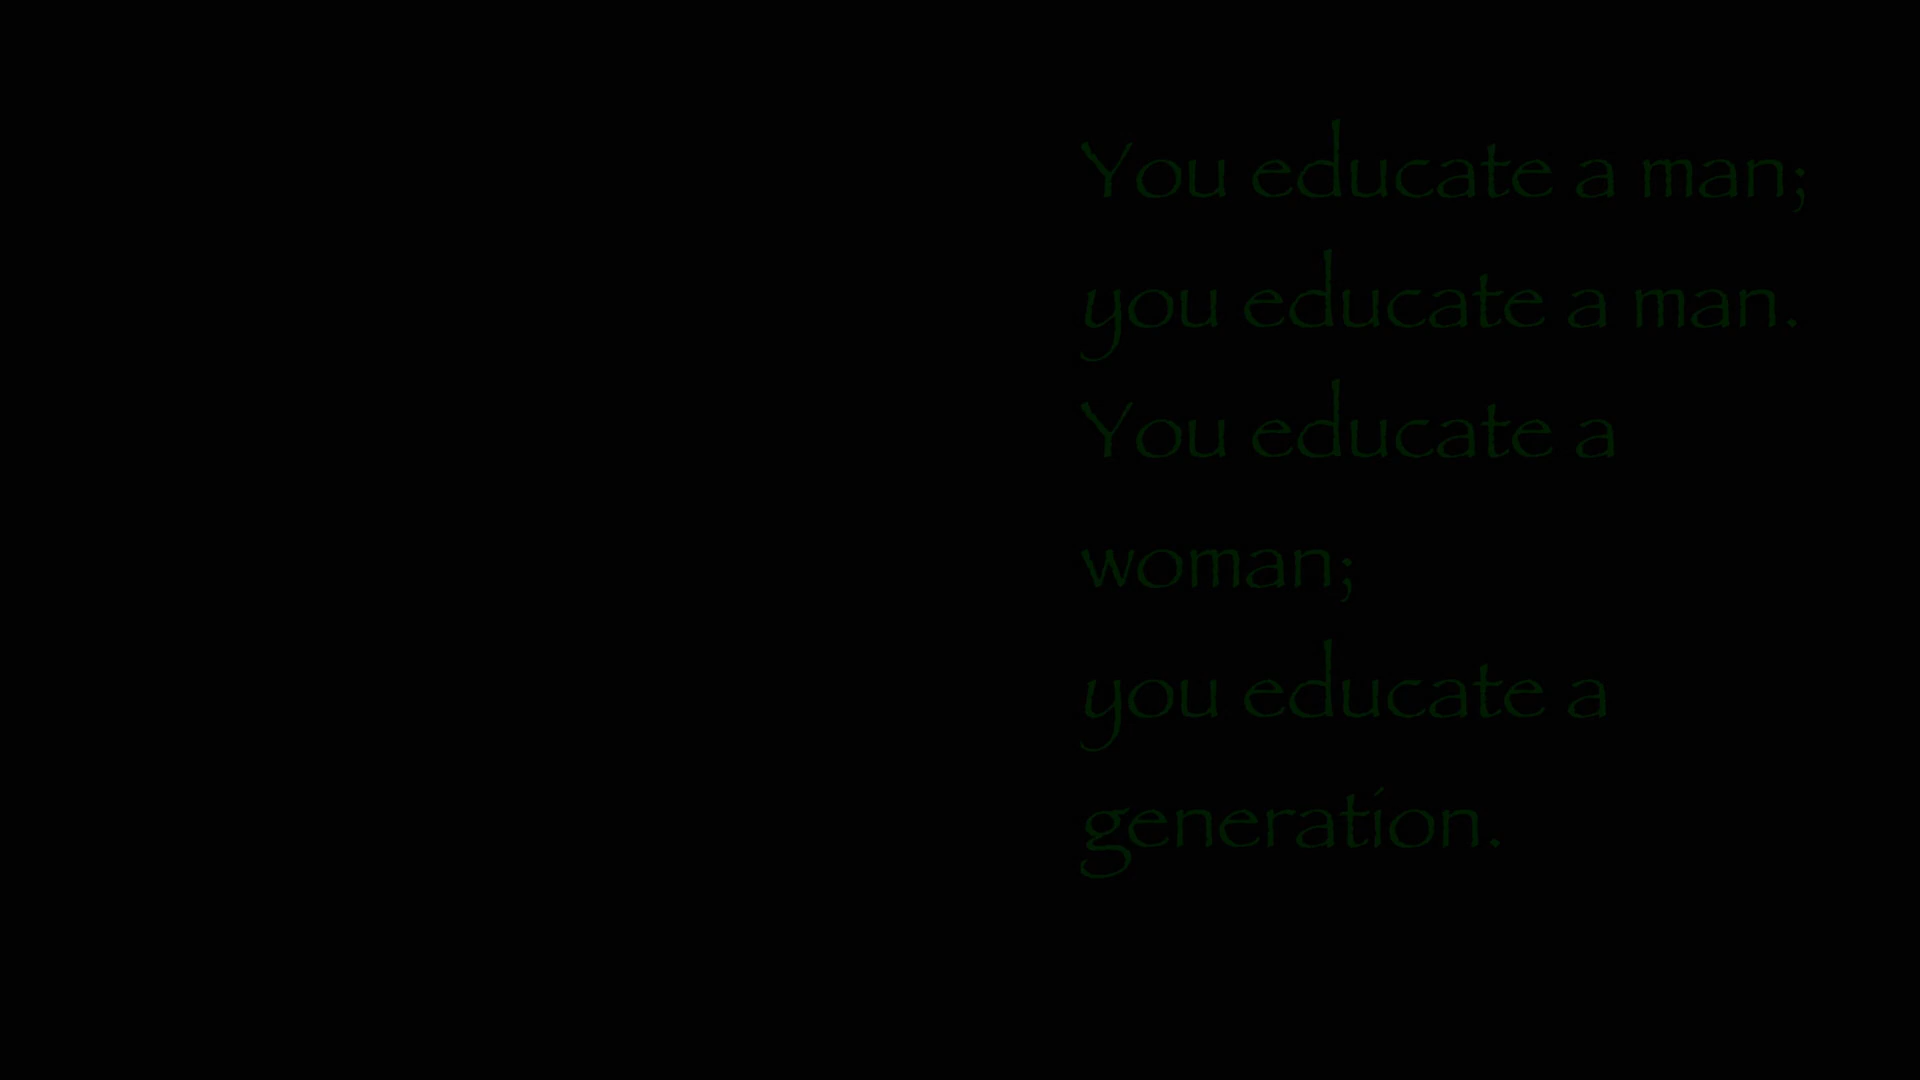 You educate a man;
you educate a man.
You educate a
woman;
you educate a
generation.